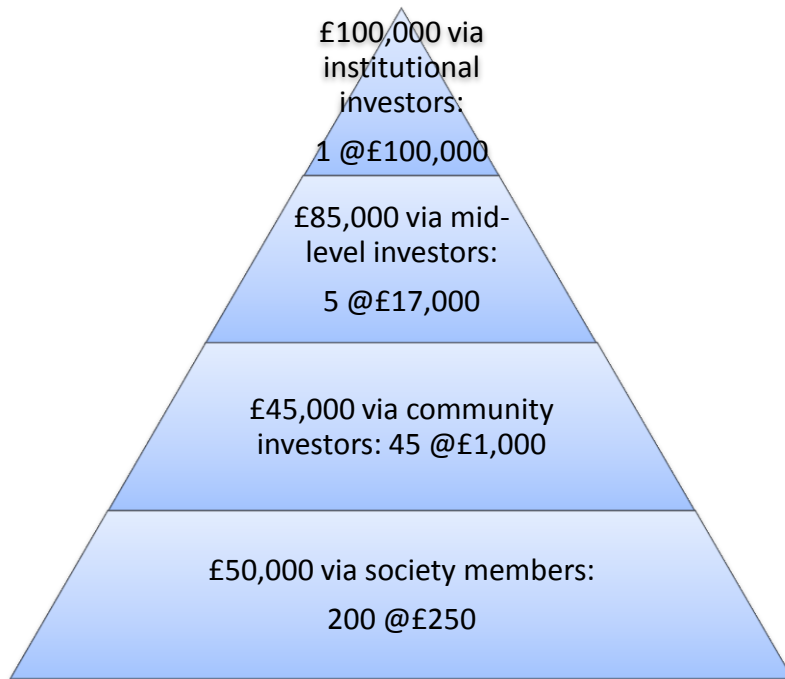 £100,000 via
institutional
investors:
1 @£100,000
£85,000 via mid-
level investors:
5 @£17,000
£45,000 via community
investors: 45 @£1,000
£50,000 via society members:
200 @£250